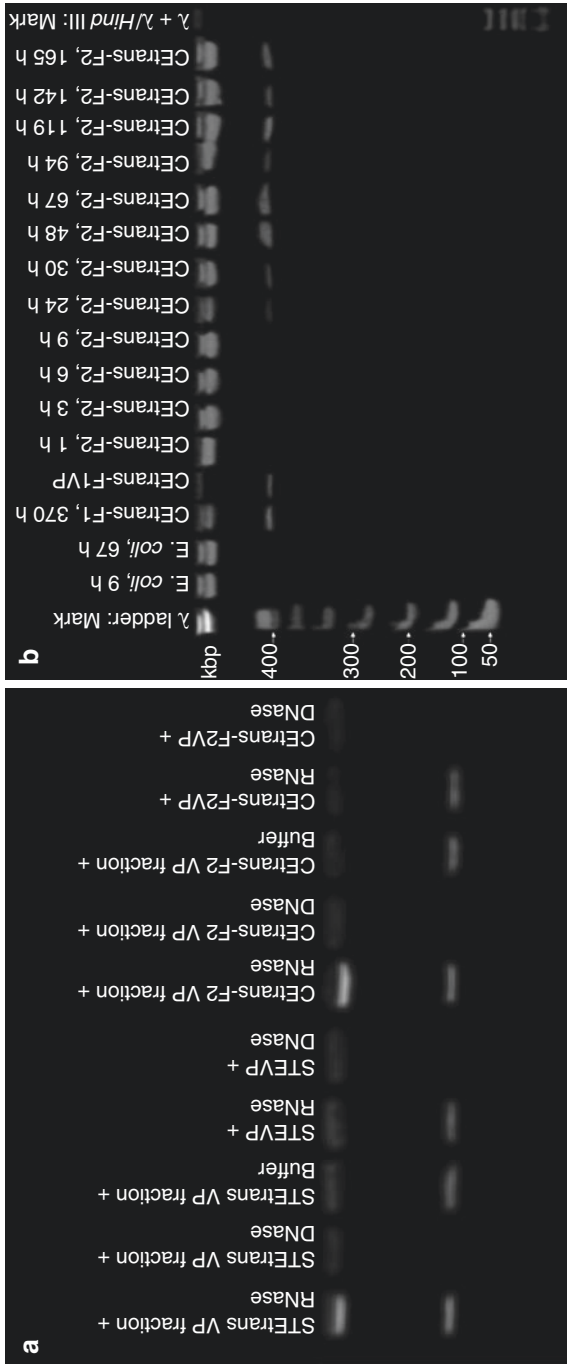 a
STEtrans VP fraction +
RNase
STEtrans VP fraction +
DNase
STEtrans VP fraction +
Buffer
STEVP +
RNase
STEVP +
DNase
CEtrans-F2 VP fraction +
RNase
CEtrans-F2 VP fraction +
DNase
CEtrans-F2 VP fraction +
Buffer
CEtrans-F2VP +
RNase
CEtrans-F2VP +
DNase
b
kbp
400
300
200
100
50
λ ladder: Mark
E. coli, 9 h
E. coli, 67 h
CEtrans-F1, 370 h
CEtrans-F1VP
CEtrans-F2, 1 h
CEtrans-F2, 3 h
CEtrans-F2, 6 h
CEtrans-F2, 9 h
CEtrans-F2, 24 h
CEtrans-F2, 30 h
CEtrans-F2, 48 h
CEtrans-F2, 67 h
CEtrans-F2, 94 h
CEtrans-F2, 119 h
CEtrans-F2, 142 h
CEtrans-F2, 165 h
λ + λ/Hind III: Mark